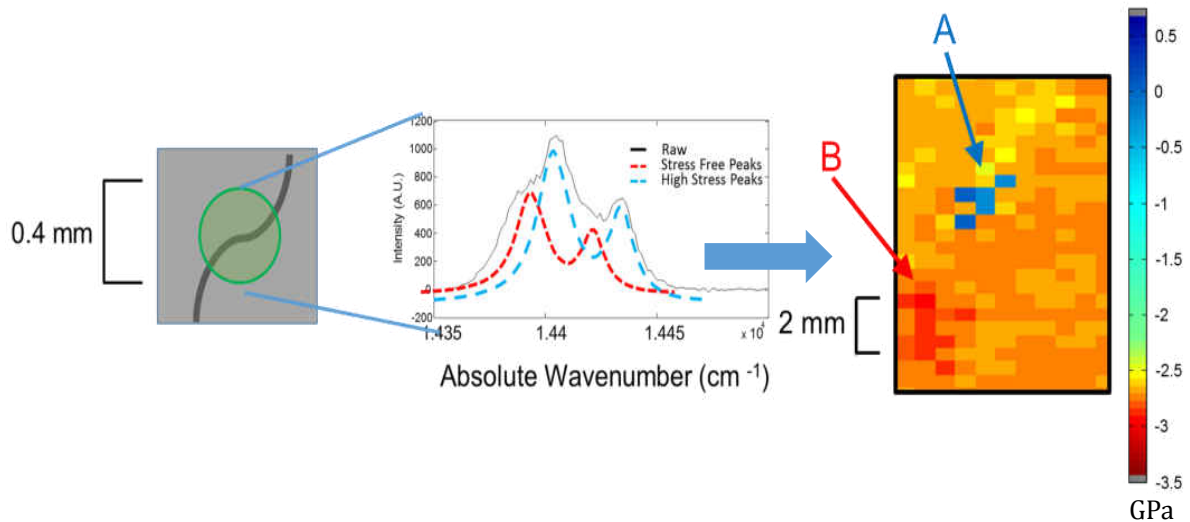 0.4 mm
Intensity (A.U.)
1200
1000
800
600
400
200
0
-200
Raw
Stress Free Peaks
High Stress Peaks
1.435
1.44
1.445
× 10⁴
Absolute Wavenumber (cm ⁻¹)
A
B
2 mm
0.5
0
-0.5
-1
-1.5
-2
-2.5
-3
-3.5
GPa